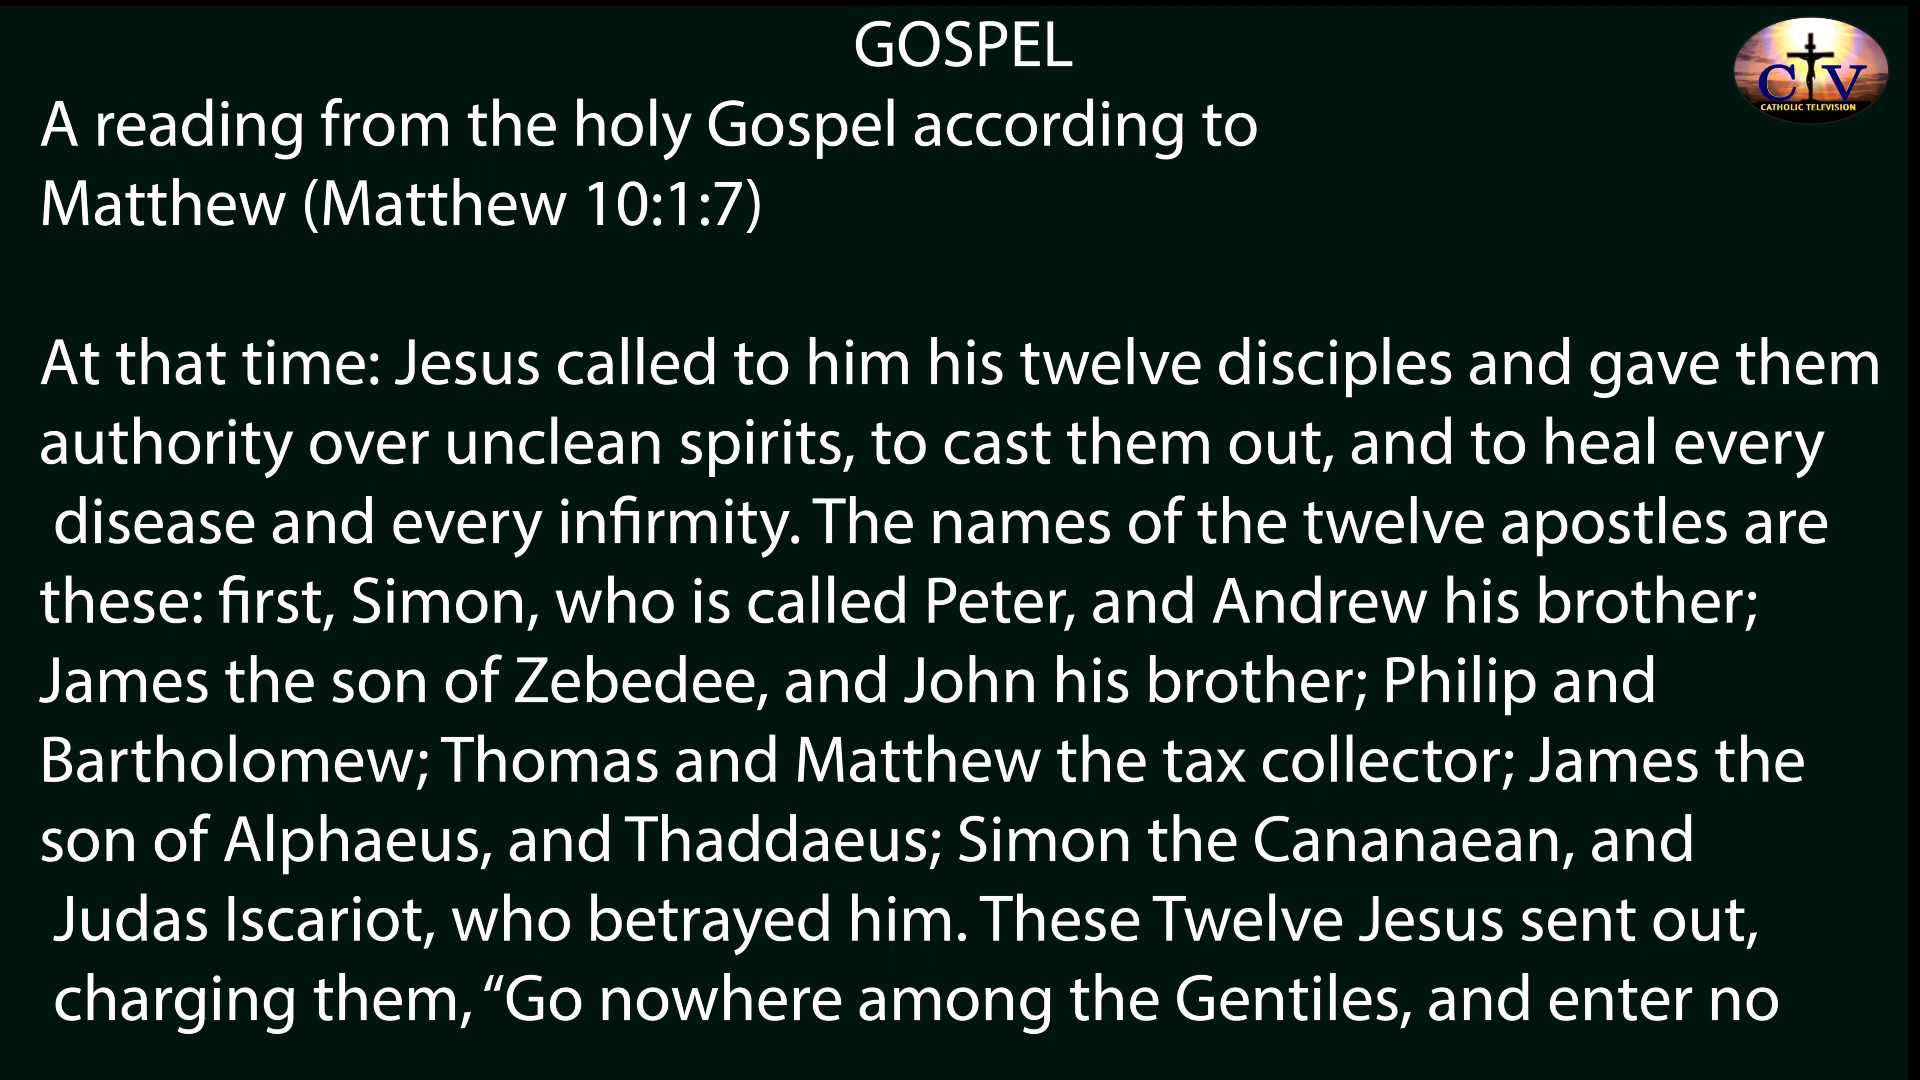 GOSPEL
CTV
CATHOLIC TELEVISION
A reading from the holy Gospel according to
Matthew (Matthew 10:1:7)
At that time: Jesus called to him his twelve disciples and gave them
authority over unclean spirits, to cast them out, and to heal every
disease and every infirmity. The names of the twelve apostles are
these: first, Simon, who is called Peter, and Andrew his brother;
James the son of Zebedee, and John his brother; Philip and
Bartholomew; Thomas and Matthew the tax collector; James the
son of Alphaeus, and Thaddaeus; Simon the Cananaean, and
Judas Iscariot, who betrayed him. These Twelve Jesus sent out,
charging them, “Go nowhere among the Gentiles, and enter no